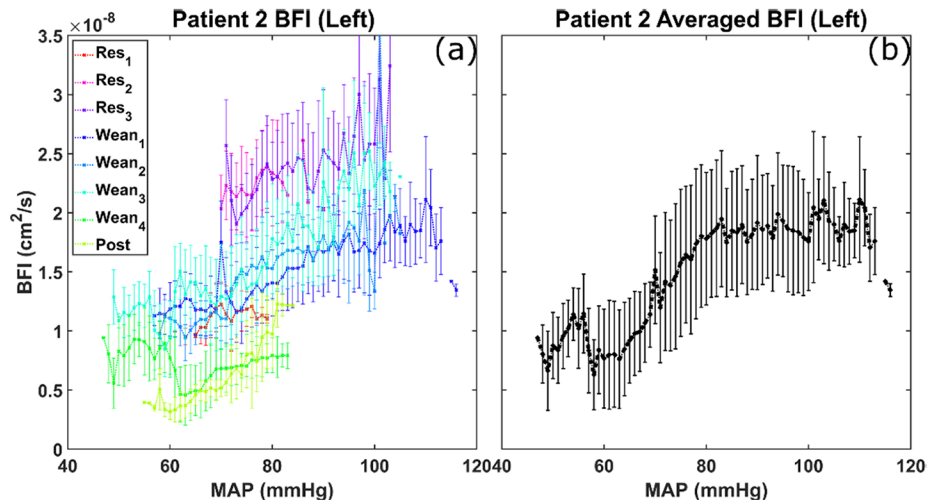 Patient 2 BFI (Left)
×10⁻⁸
3.5
3
2.5
2
1.5
1
0.5
0
BFI (cm²/s)
(a)
Res₁
Res₂
Res₃
Wean₁
Wean₂
Wean₃
Wean₄
Post
40
60
80
100
120
MAP (mmHg)
Patient 2 Averaged BFI (Left)
(b)
40
60
80
100
120
MAP (mmHg)